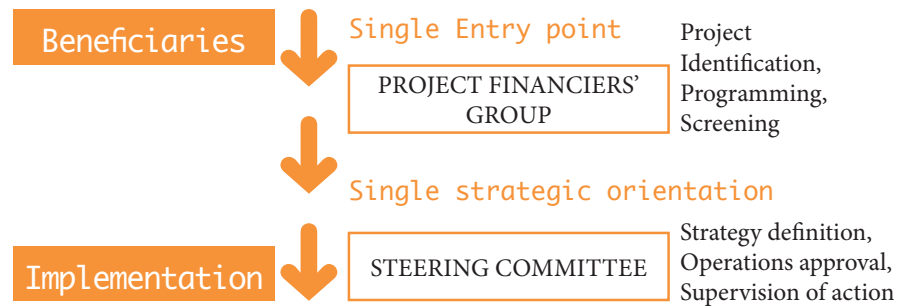 Beneficiaries
Single Entry point
PROJECT FINANCIERS’
GROUP
Project
Identification,
Programming,
Screening
Single strategic orientation
Implementation
STEERING COMMITTEE
Strategy definition,
Operations approval,
Supervision of action